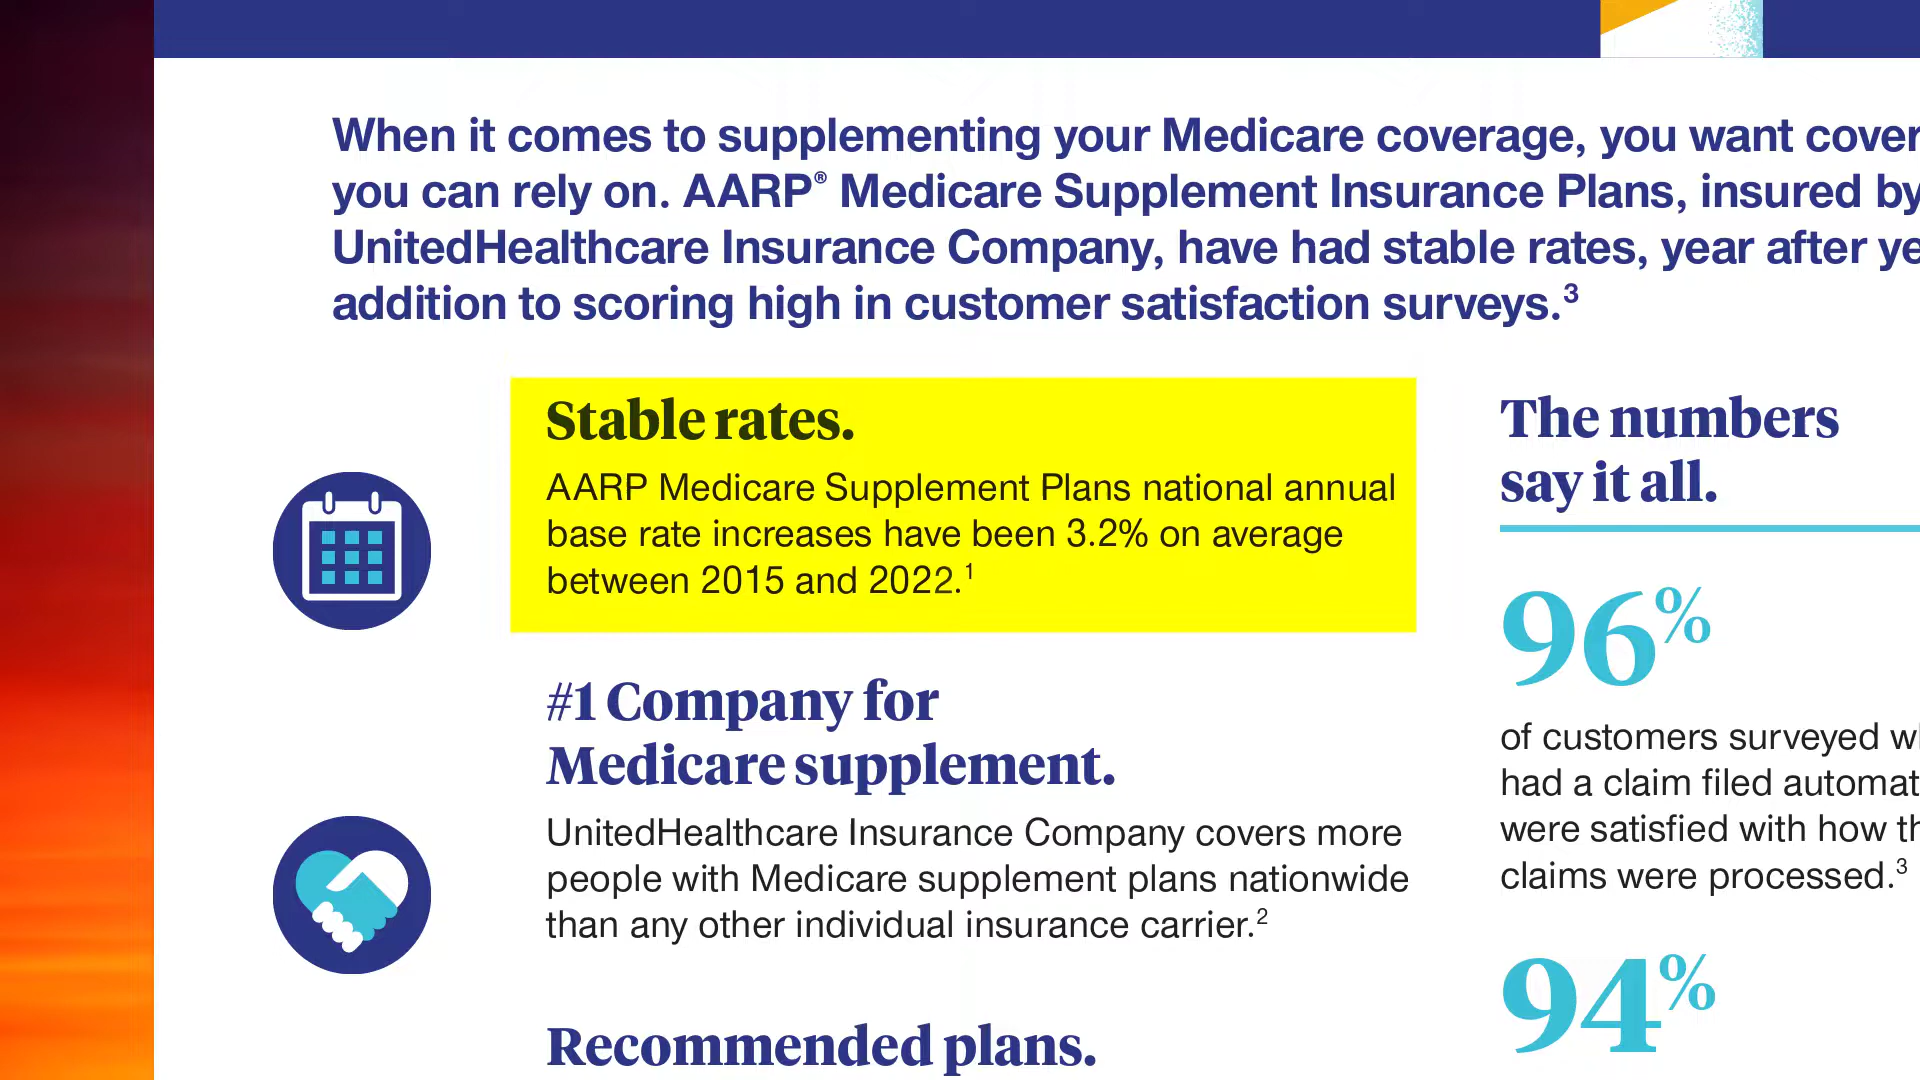 When it comes to supplementing your Medicare coverage, you want
you can rely on. AARP® Medicare Supplement Insurance Plans, insured by
UnitedHealthcare Insurance Company, have had stable rates, year after
addition to scoring high in customer satisfaction surveys.³
Stable rates.
AARP Medicare Supplement Plans national annual
base rate increases have been 3.2% on average
between 2015 and 2022.¹
#1 Company for
Medicare supplement.
UnitedHealthcare Insurance Company covers more
people with Medicare supplement plans nationwide
than any other individual insurance carrier.²
Recommended plans.
The numbers
say it all.
96%
of customers surveyed
had a claim filed
were satisfied with how
claims were processed.³
94%